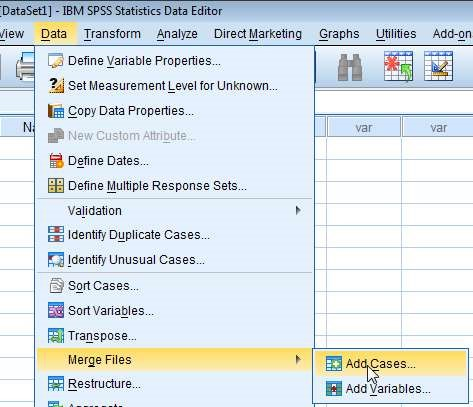 [DataSet1] - IBM SPSS Statistics Data Editor
View Data Transform Analyze Direct Marketing Graphs Utilities Add-on
Define Variable Properties...
Set Measurement Level for Unknown...
Copy Data Properties...
Na var var
New Custom Attribute...
Define Dates...
Define Multiple Response Sets...
Validation
Identify Duplicate Cases...
Identify Unusual Cases...
Sort Cases...
Sort Variables...
Transpose...
Merge Files Add Cases...
Restructure... Add Variables...
Aggregate